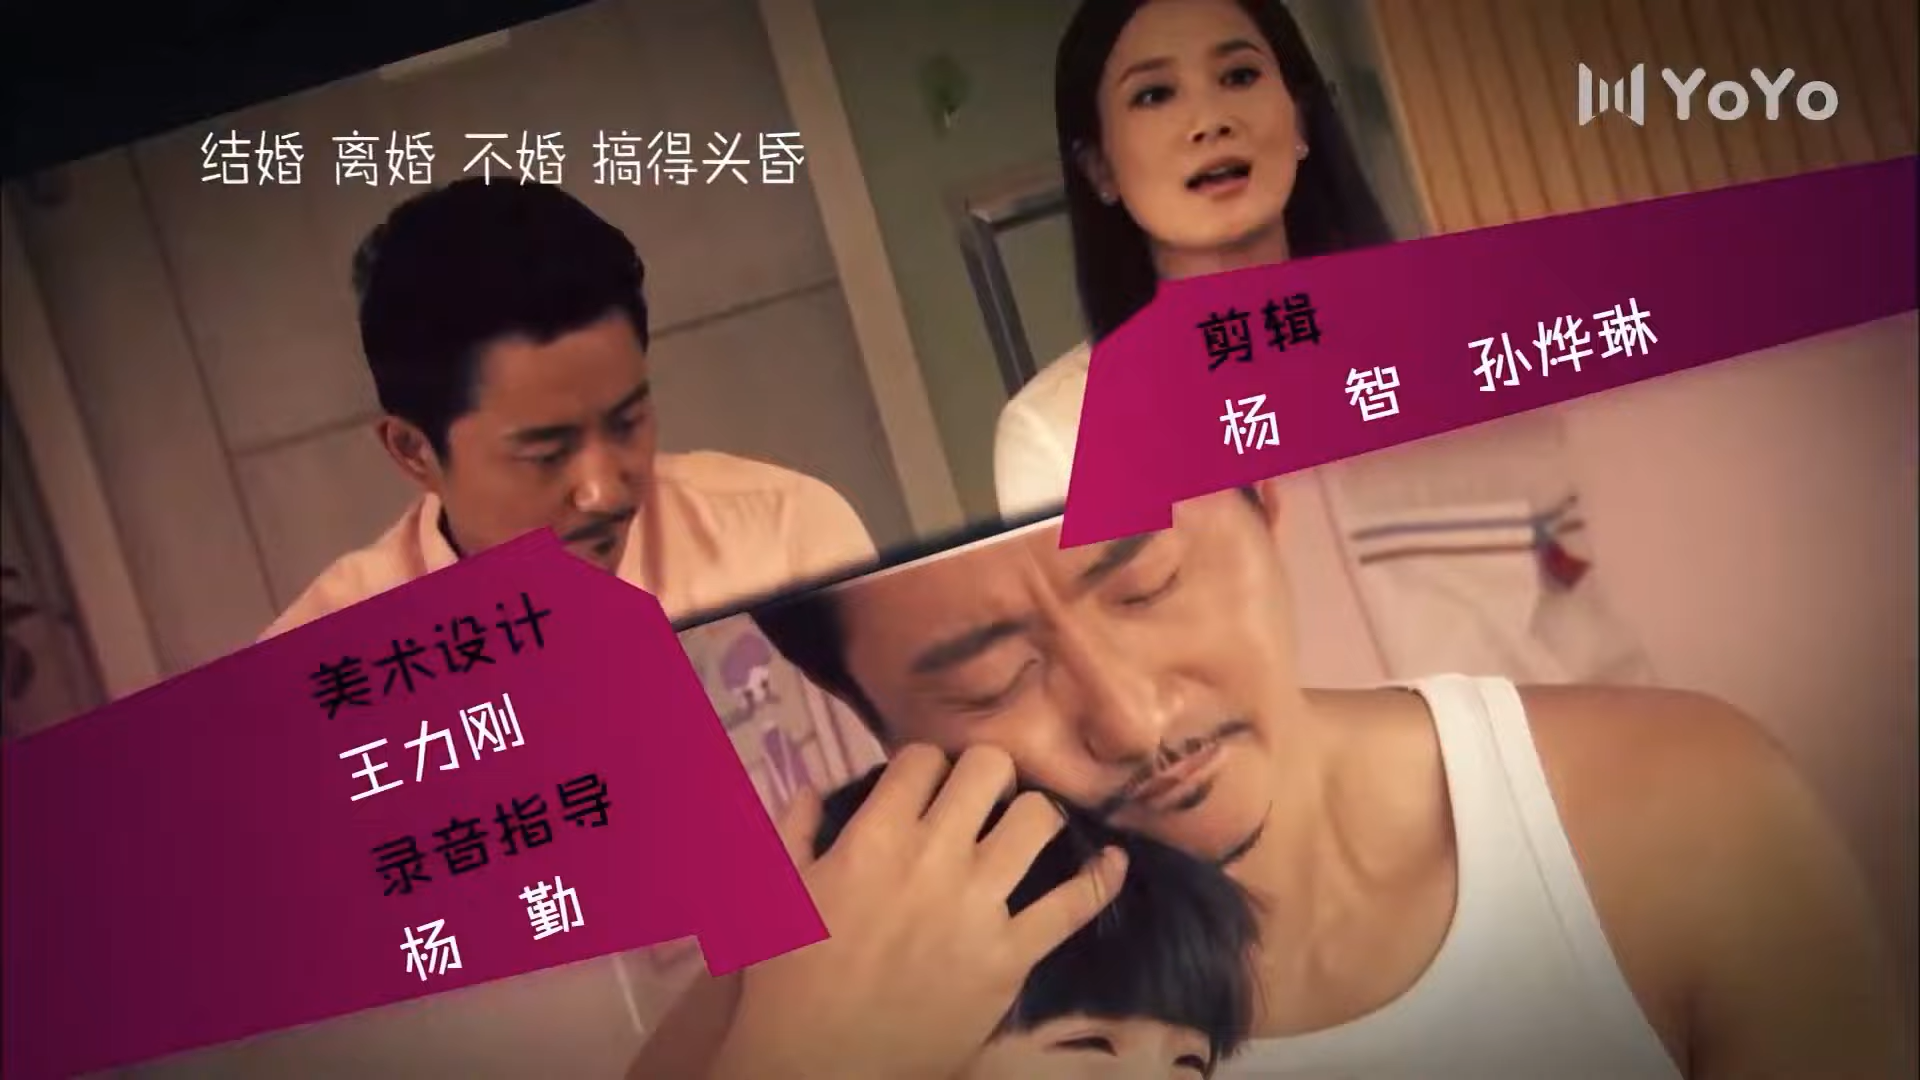 YoYo
结婚 离婚 不婚 搞得头昏
剪辑
杨 智 孙烨琳
美术设计
王力刚
录音指导
杨 勤